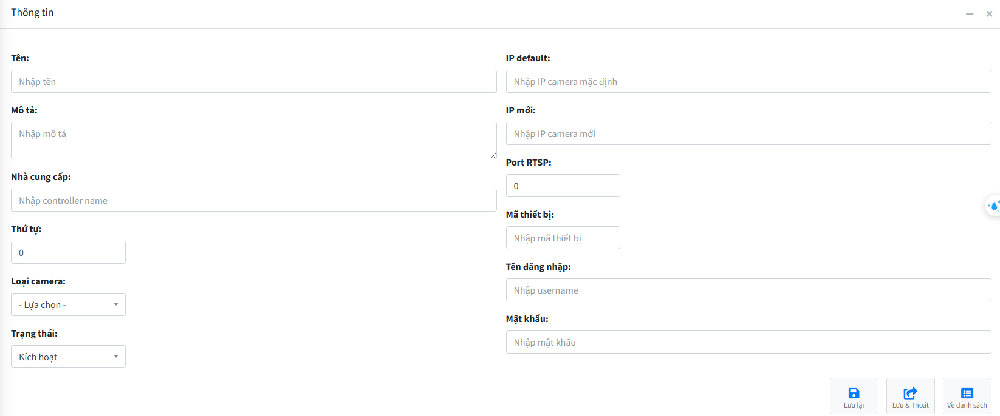 Thông tin
Tên:
Nhập tên
Mô tả:
Nhập mô tả
Nhà cung cấp:
Nhập controller name
Thứ tự:
0
Loại camera:
- Lựa chọn -
Trạng thái:
Kích hoạt
IP default:
Nhập IP camera mặc định
IP mới:
Nhập IP camera mới
Port RTSP:
0
Mã thiết bị:
Nhập mã thiết bị
Tên đăng nhập:
Nhập username
Mật khẩu:
Nhập mật khẩu
Lưu lại
Lưu & Thoát
Về danh sách